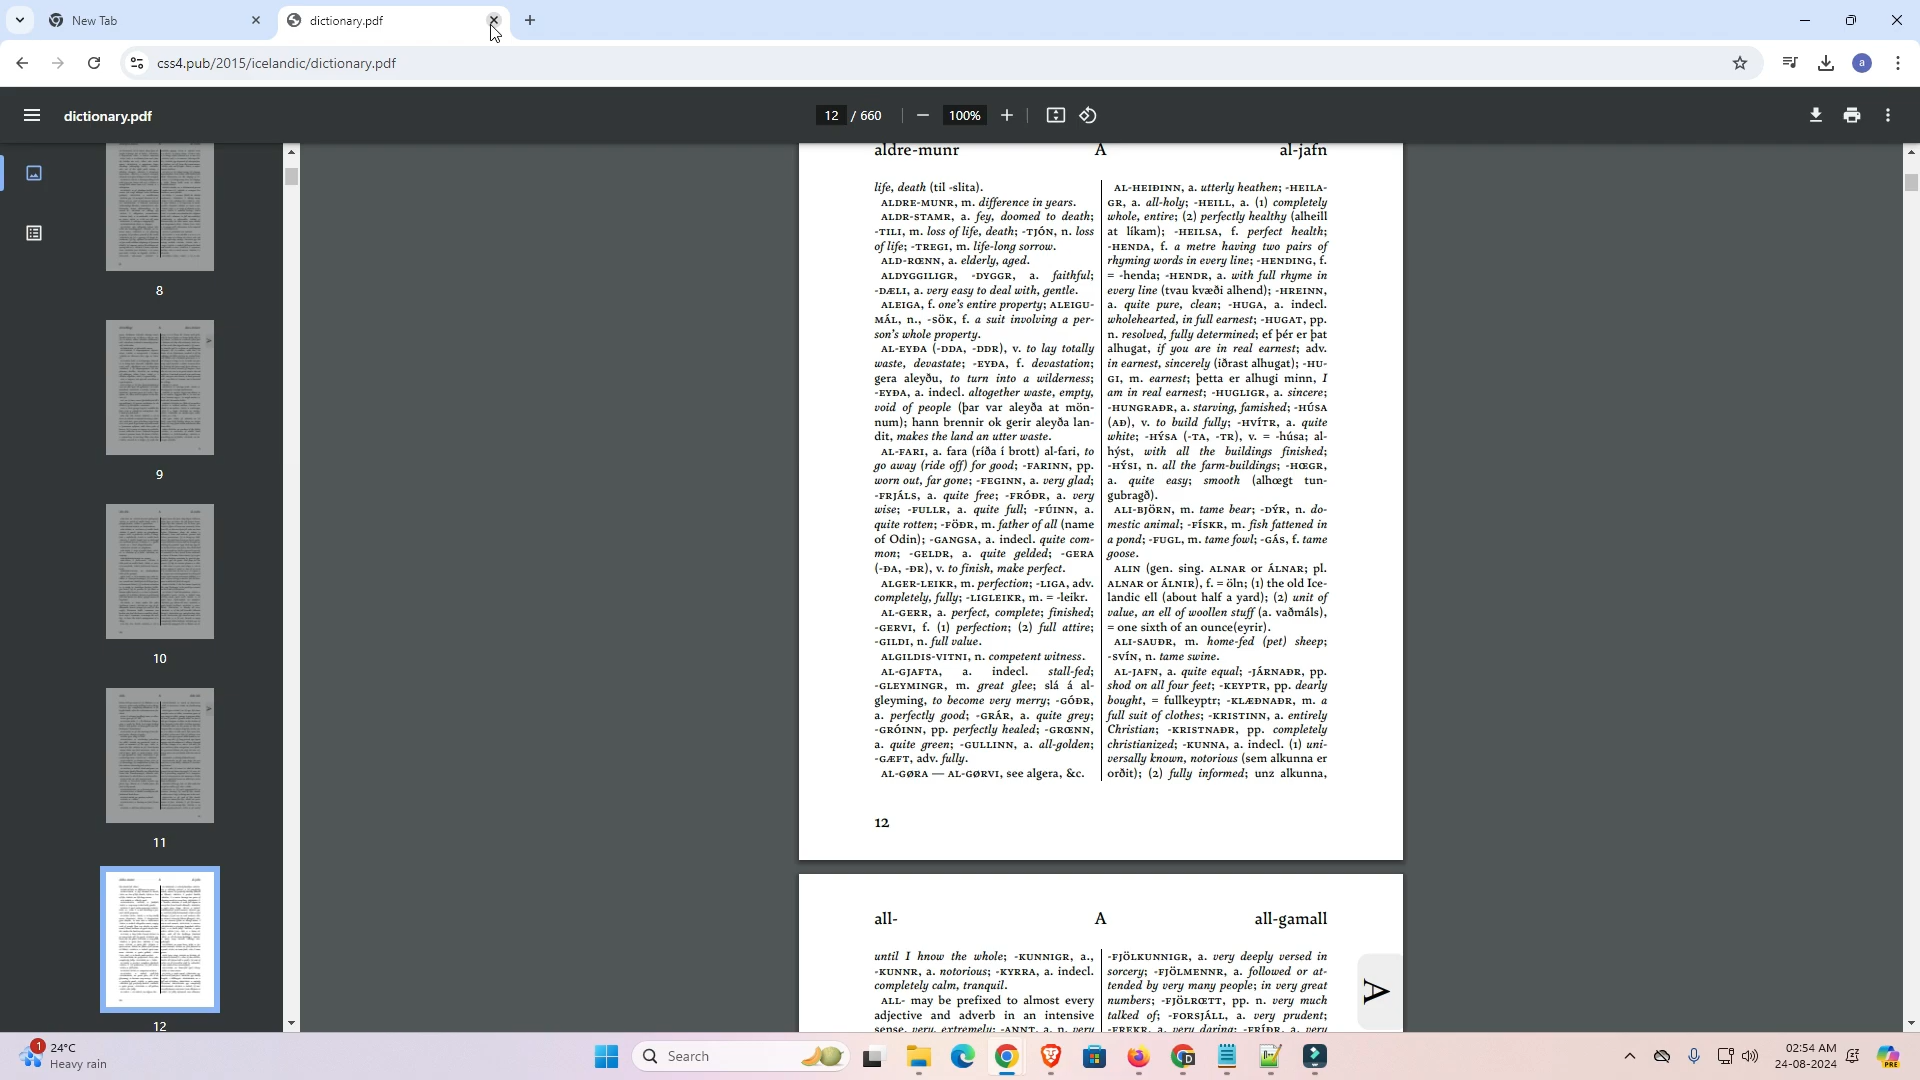 New Tab
dictionary.pdf
css4.pub/2015/icelandic/dictionary.pdf
a
dictionary.pdf
12 / 660
100%
8
9
10
11
12
aldre-munr A al-jafn
life, death (til -slita).
ALDRE-MUNR, m. difference in years.
ALDR-STAMR, a. fey, doomed to death;
-TILI, m. loss of life, death; -TJÓN, n. loss
of life; -TREGI, m. life-long sorrow.
ALD-RŒNN, a. elderly, aged.
ALDYGGILIGR, -DYGGR, a. faithful;
-DÆLI, a. very easy to deal with, gentle.
ALEIGA, f. one's entire property; ALEIGU-
MÁL, n., -SÖK, f. a suit involving a per-
son's whole property.
AL-EYÐA (-DDA, -DDR), v. to lay totally
waste, devastate; -EYÐA, f. devastation;
gera aleyðu, to turn into a wilderness;
-EYÐA, a. indecl. altogether waste, empty,
void of people (þar var aleyða at mön-
num); hann brennir ok gerir aleyða lan-
dit, makes the land an utter waste.
AL-FARI, a. fara (ríða í brott) al-fari, to
go away (ride off) for good; -FARINN, pp.
worn out, far gone; -FEGINN, a. very glad;
-FRJÁLS, a. quite free; -FRÓÐR, a. very
wise; -FULLR, a. quite full; -FÚINN, a.
quite rotten; -FÖÐR, m. father of all (name
of Odin); -GANGSA, a. indecl. quite com-
mon; -GELDR, a. quite gelded; -GERA
(-ÐA, -ÐR), v. to finish, make perfect.
ALGER-LEIKR, m. perfection; -LIGA, adv.
completely, fully; -LIGLEIKR, m. = -leikr.
AL-GERR, a. perfect, complete; finished;
-GERVI, f. (1) perfection; (2) full attire;
-GILDI, n. full value.
ALGILDIS-VITNI, n. competent witness.
AL-GJAFTA, a. indecl. stall-fed;
-GLEYMINGR, m. great glee; slá á al-
gleyming, to become very merry; -GÓÐR,
a. perfectly good; -GRÁR, a. quite grey;
-GRÓINN, pp. perfectly healed; -GRŒNN,
a. quite green; -GULLINN, a. all-golden;
-GÆFT, adv. fully.
AL-GØRA — AL-GØRVI, see algera, &c.
AL-HEIÐINN, a. utterly heathen; -HEILA-
GR, a. all-holy; -HEILL, a. (1) completely
whole, entire; (2) perfectly healthy (alheill
at líkam); -HEILSA, f. perfect health;
-HENDA, f. a metre having two pairs of
rhyming words in every line; -HENDING, f.
= -henda; -HENDR, a. with full rhyme in
every line (tvau kvæði alhend); -HREINN,
a. quite pure, clean; -HUGA, a. indecl.
wholehearted, in full earnest; -HUGAT, pp.
n. resolved, fully determined; ef þér er þat
alhugat, if you are in real earnest; adv.
in earnest, sincerely (iðrast alhugat); -HU-
GI, m. earnest; þetta er alhugi minn, I
am in real earnest; -HUGLIGR, a. sincere;
-HUNGRAÐR, a. starving, famished; -HÚSA
(AÐ), v. to build fully; -HVÍTR, a. quite
white; -HÝSA (-TA, -TR), v. = -húsa; al-
hýst, with all the buildings finished;
-HÝSI, n. all the farm-buildings; -HŒGR,
a. quite easy; smooth (alhœgt tun-
gubragð).
ALI-BJÖRN, m. tame bear; -DÝR, n. do-
mestic animal; -FÍSKR, m. fish fattened in
a pond; -FUGL, m. tame fowl; -GÁS, f. tame
goose.
ALIN (gen. sing. ALNAR or ÁLNAR; pl.
ALNAR or ÁLNIR), f. = öln; (1) the old Ice-
landic ell (about half a yard); (2) unit of
value, an ell of woollen stuff (a. vaðmáls),
= one sixth of an ounce(eyrir).
ALI-SAUÐR, m. home-fed (pet) sheep;
-SVÍN, n. tame swine.
AL-JAFN, a. quite equal; -JÁRNAÐR, pp.
shod on all four feet; -KEYPTR, pp. dearly
bought, = fullkeyptr; -KLÆÐNAÐR, m. a
full suit of clothes; -KRISTINN, a. entirely
Christian; -KRISTNAÐR, pp. completely
christianized; -KUNNA, a. indecl. (1) uni-
versally known, notorious (sem alkunna er
orðit); (2) fully informed; unz alkunna,
12
all- A all-gamall
until I know the whole; -KUNNIGR, a.,
-KUNNR, a. notorious; -KYRRA, a. indecl.
completely calm, tranquil.
ALL- may be prefixed to almost every
adjective and adverb in an intensive
sense, very, extremely; -ANNT, a. n. very
-FJÖLKUNNIGR, a. very deeply versed in
sorcery; -FJÖLMENNR, a. followed or at-
tended by very many people; in very great
numbers; -FJÖLRŒTT, pp. n. very much
talked of; -FORSJÁLL, a. very prudent;
-FREKR, a. very daring; -FRÍÐR, a. very
A
1
24°C
Heavy rain
Search
02:54 AM
24-08-2024
PRE